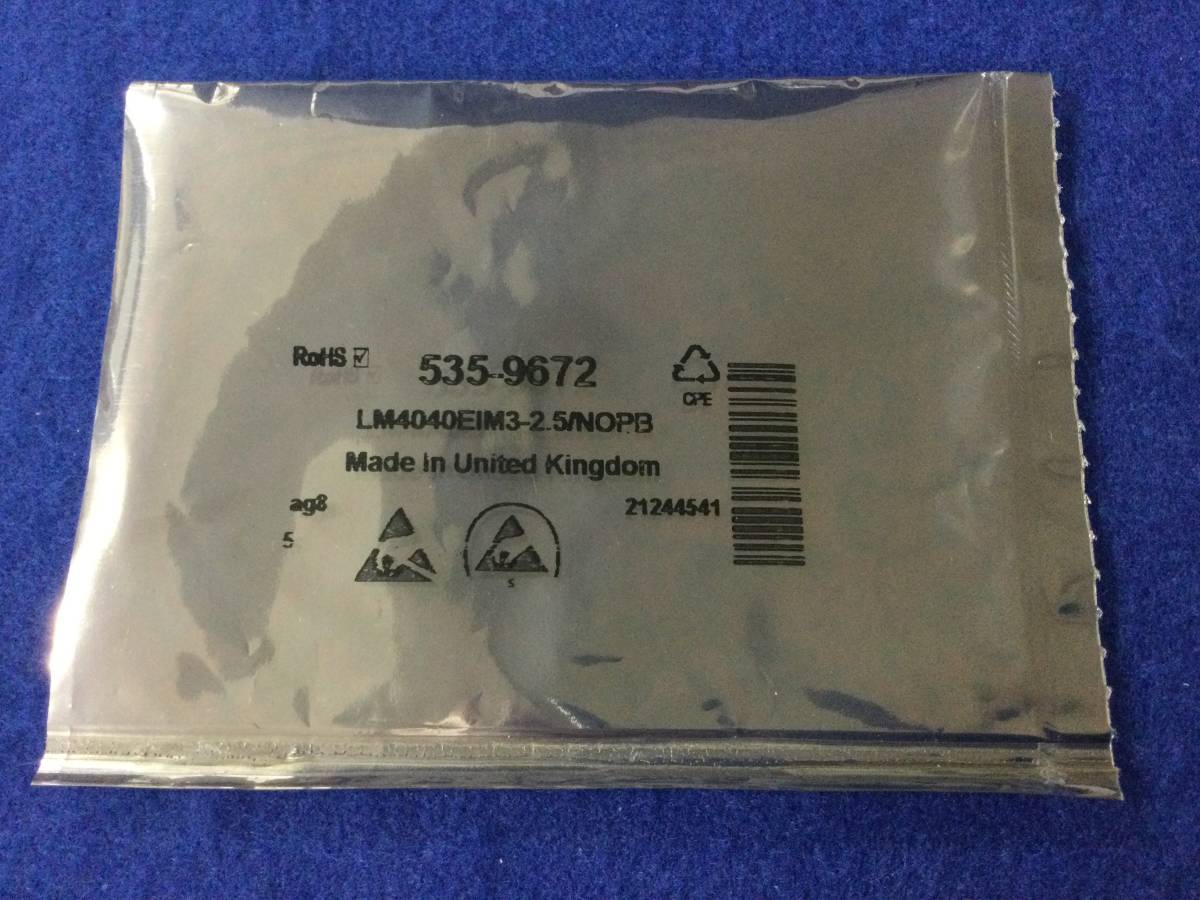 RoHS ☑ 535-9672
CPE
LM4040EIM3-2.5/NOPB
Made in United Kingdom
ag8 21244541
5
S